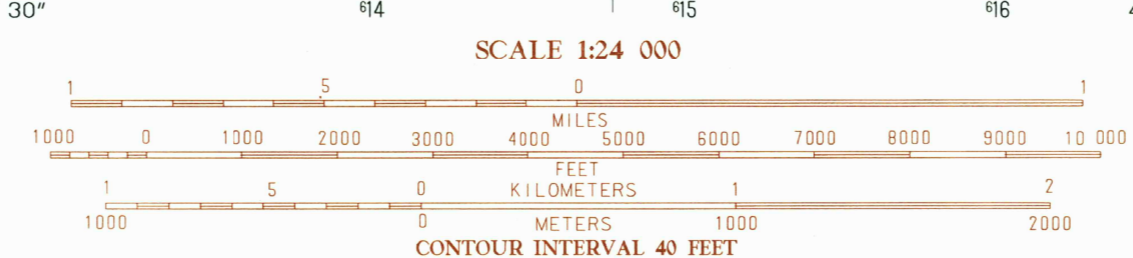 30" ⁶14 ⁶15 ⁶16
SCALE 1:24 000
1 .5 0 1
MILES
1000 0 1000 2000 3000 4000 5000 6000 7000 8000 9000 10 000
FEET
1 5 0 KILOMETERS 1 2
1000 0 METERS 1000 2000
CONTOUR INTERVAL 40 FEET